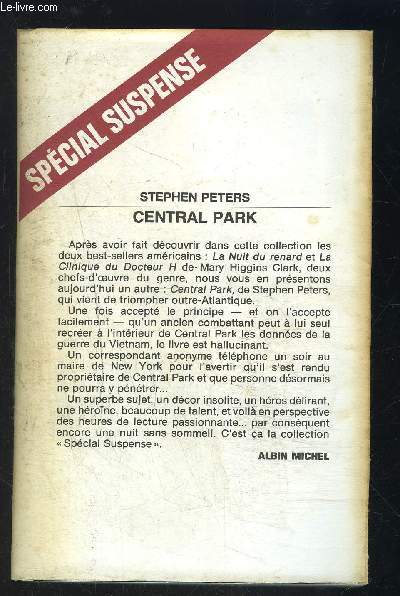 Le-livre.com
SPÉCIAL SUSPENSE
STEPHEN PETERS
CENTRAL PARK
Après avoir fait découvrir dans cette collection les
deux best-sellers américains : La Nuit du renard et La
Clinique du Docteur H de Mary Higgins Clark, deux
chefs-d'œuvre du genre, nous vous en présentons
aujourd'hui un autre : Central Park, de Stephen Peters,
qui vient de triompher outre-Atlantique.
Une fois accepté le principe — et on l'accepte
facilement — qu'un ancien combattant peut à lui seul
recréer à l'intérieur de Central Park les données de la
guerre du Vietnam, le livre est hallucinant.
Un correspondant anonyme téléphone un soir au
maire de New York pour l'avertir qu'il s'est rendu
propriétaire de Central Park et que personne désormais
ne pourra y pénétrer...
Un superbe sujet, un décor insolite, un héros délirant,
une héroïne, beaucoup de talent, et voilà en perspective
des heures de lecture passionnante... par conséquent
encore une nuit sans sommeil. C'est ça la collection
« Spécial Suspense ».
ALBIN MICHEL